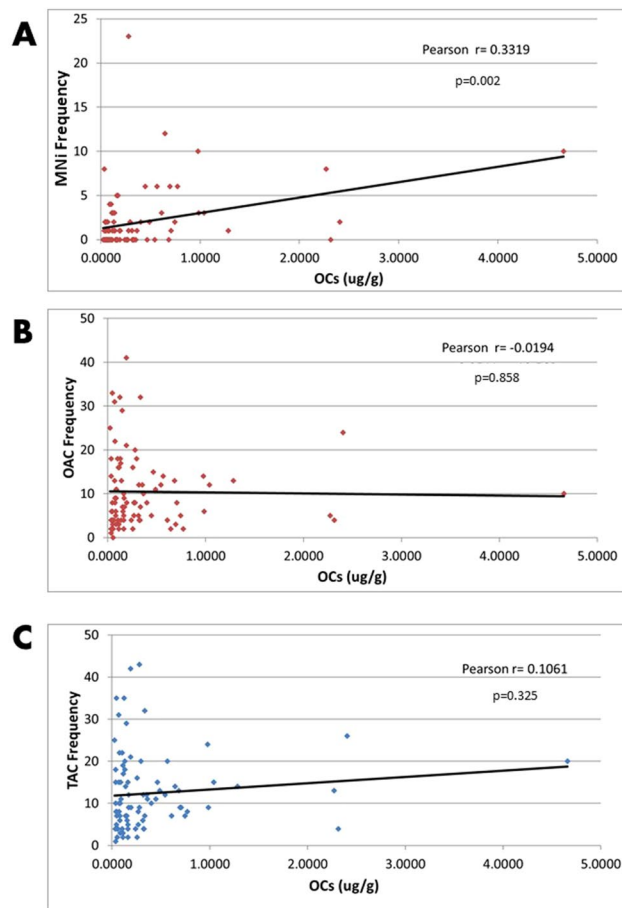 A
25
20
15
10
5
0
MNi Frequency
Pearson r= 0.3319
p=0.002
0.0000 1.0000 2.0000 3.0000 4.0000 5.0000
OCs (ug/g)
B
50
40
30
20
10
0
OAC Frequency
Pearson r= -0.0194
p=0.858
0.0000 1.0000 2.0000 3.0000 4.0000 5.0000
OCs (ug/g)
C
50
40
30
20
10
0
TAC Frequency
Pearson r= 0.1061
p=0.325
0.0000 1.0000 2.0000 3.0000 4.0000 5.0000
OCs (ug/g)